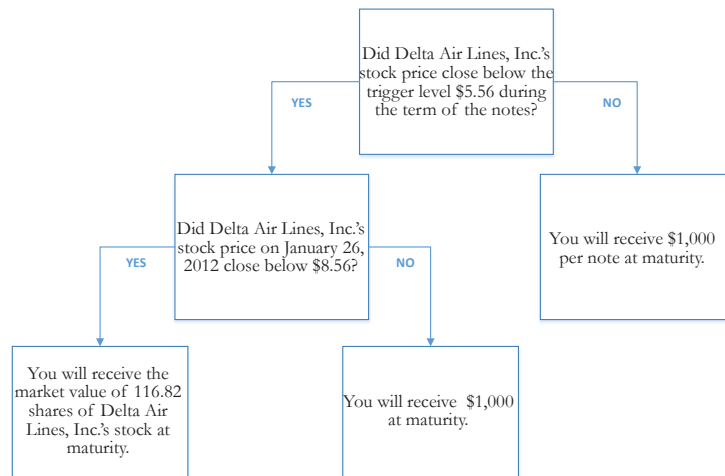 Did Delta Air Lines, Inc.'s
stock price close below the
trigger level $5.56 during
the term of the notes?
YES
NO
Did Delta Air Lines, Inc.'s
stock price on January 26,
2012 close below $8.56?
You will receive $1,000
per note at maturity.
YES
NO
You will receive the
market value of 116.82
shares of Delta Air
Lines, Inc.'s stock at
maturity.
You will receive $1,000
at maturity.